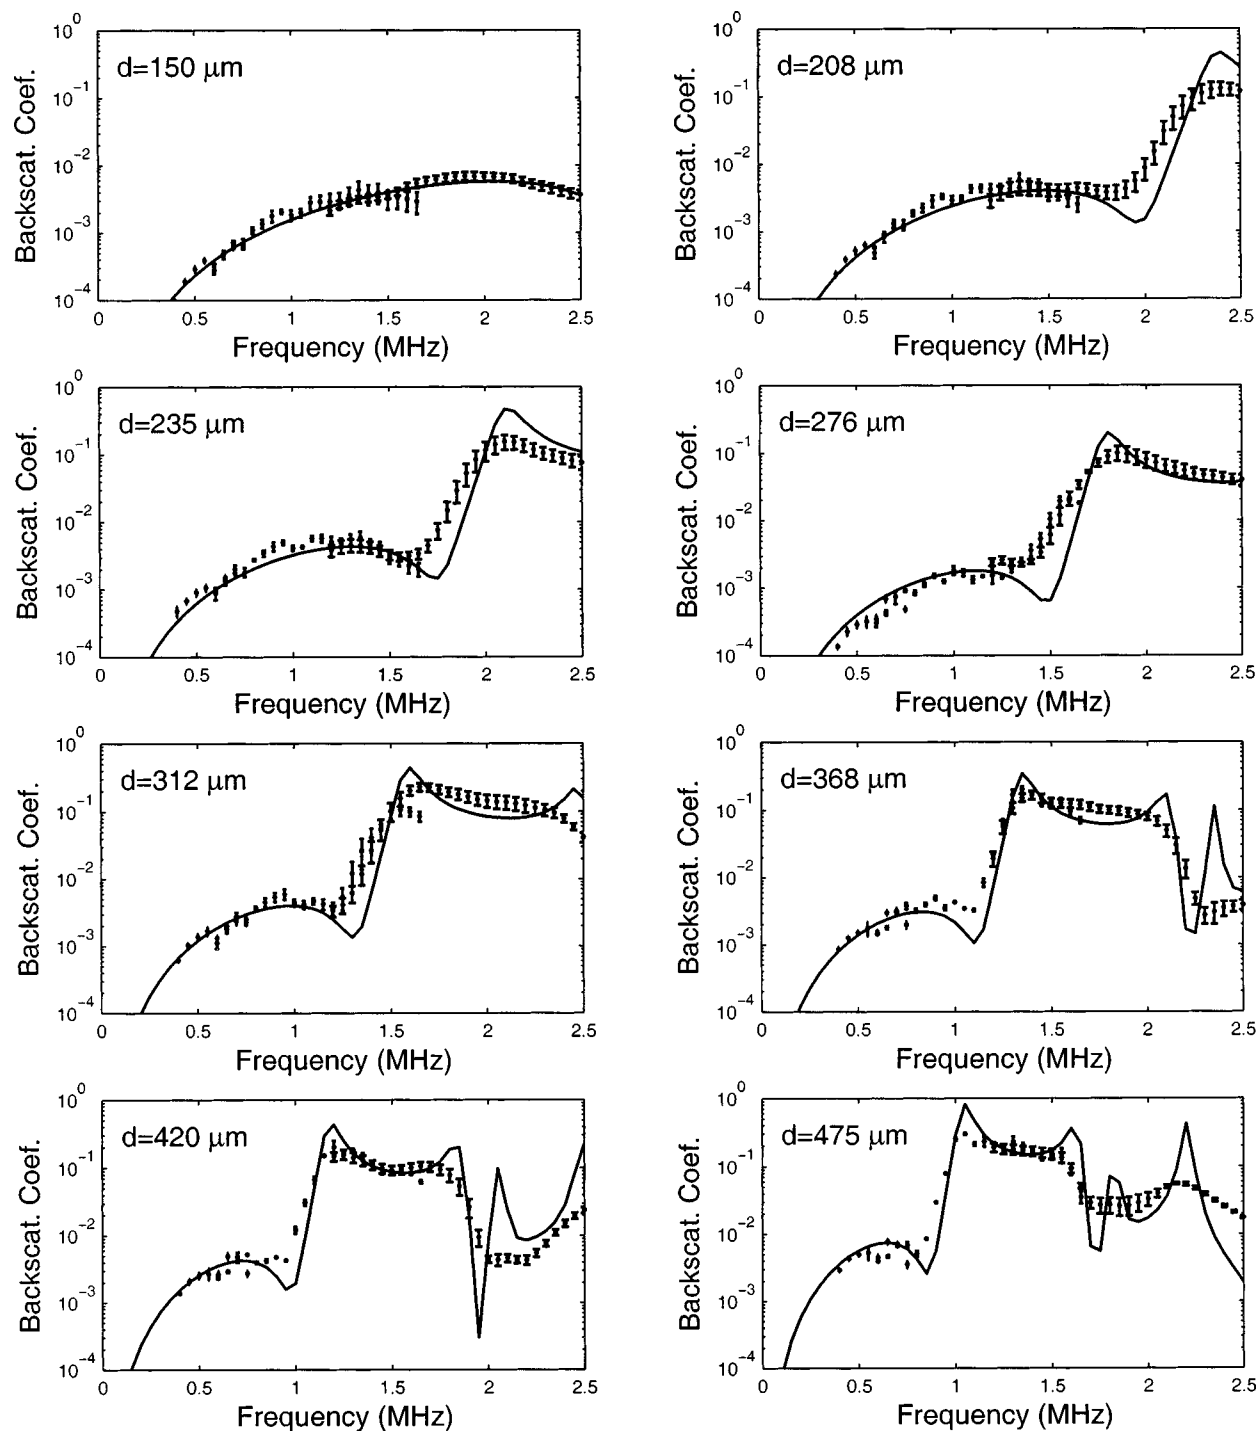 d=150 μm
Backscat. Coef.
10^0
10^-1
10^-2
10^-3
10^-4
0 0.5 1 1.5 2 2.5
Frequency (MHz)
d=208 μm
Backscat. Coef.
10^0
10^-1
10^-2
10^-3
10^-4
0 0.5 1 1.5 2 2.5
Frequency (MHz)
d=235 μm
Backscat. Coef.
10^0
10^-1
10^-2
10^-3
10^-4
0 0.5 1 1.5 2 2.5
Frequency (MHz)
d=276 μm
Backscat. Coef.
10^0
10^-1
10^-2
10^-3
10^-4
0 0.5 1 1.5 2 2.5
Frequency (MHz)
d=312 μm
Backscat. Coef.
10^0
10^-1
10^-2
10^-3
10^-4
0 0.5 1 1.5 2 2.5
Frequency (MHz)
d=368 μm
Backscat. Coef.
10^0
10^-1
10^-2
10^-3
10^-4
0 0.5 1 1.5 2 2.5
Frequency (MHz)
d=420 μm
Backscat. Coef.
10^0
10^-1
10^-2
10^-3
10^-4
0 0.5 1 1.5 2 2.5
Frequency (MHz)
d=475 μm
Backscat. Coef.
10^0
10^-1
10^-2
10^-3
10^-4
0 0.5 1 1.5 2 2.5
Frequency (MHz)